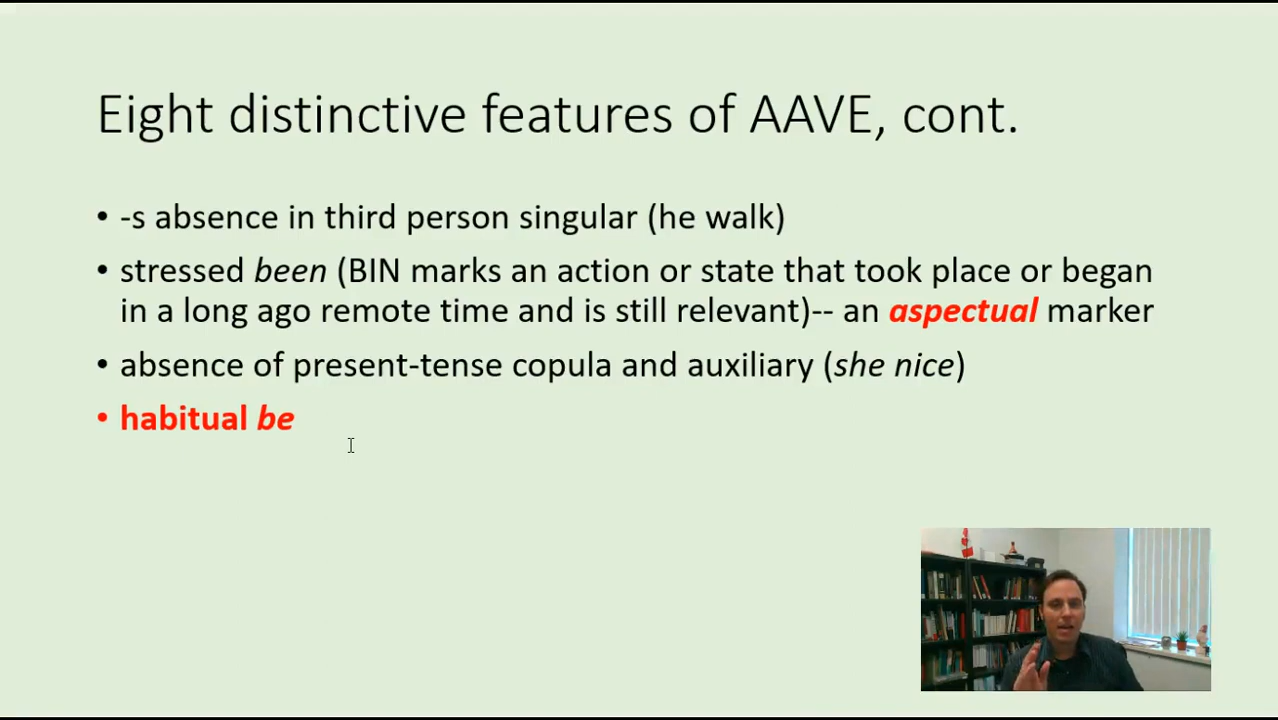 Eight distinctive features of AAVE, cont.
• -s absence in third person singular (he walk)
• stressed been (BIN marks an action or state that took place or began
in a long ago remote time and is still relevant)-- an aspectual marker
• absence of present-tense copula and auxiliary (she nice)
• habitual be